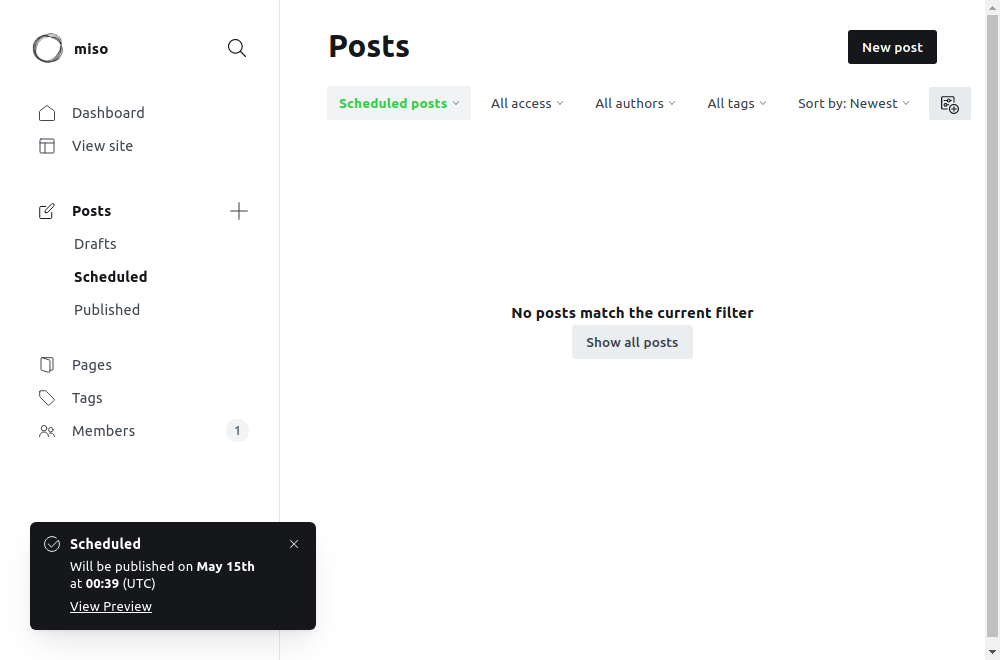 miso
Dashboard
View site
Posts
Drafts
Scheduled
Published
Pages
Tags
Members 1
Posts
New post
Scheduled posts All access All authors All tags Sort by: Newest
No posts match the current filter
Show all posts
Scheduled
Will be published on May 15th
at 00:39 (UTC)
View Preview